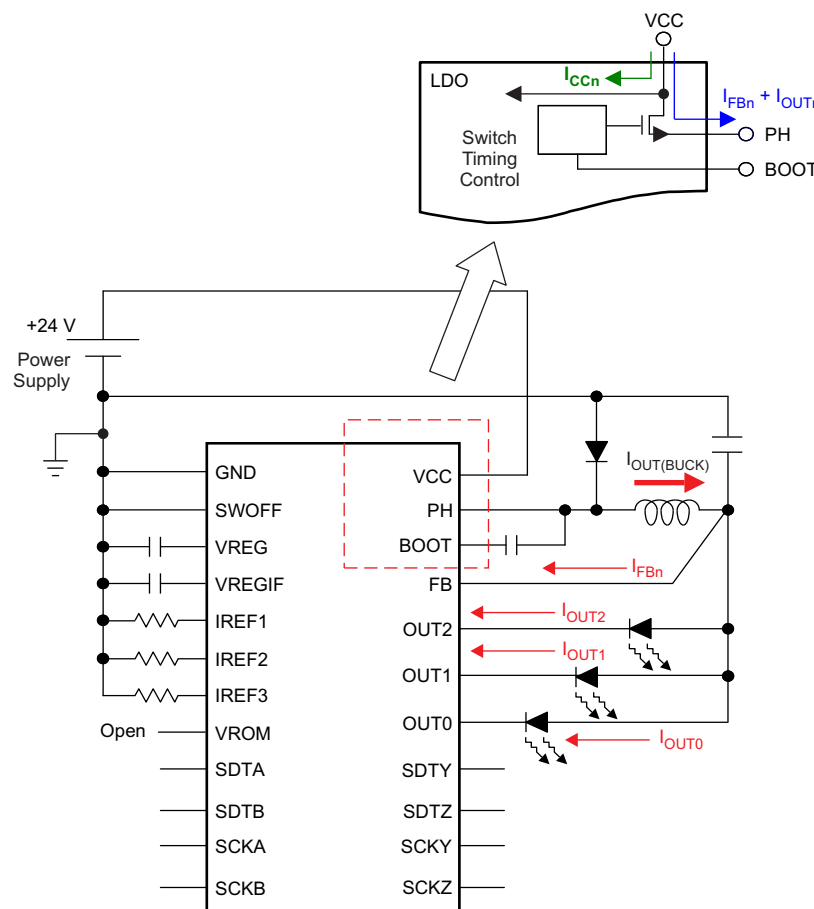 VCC
LDO
ICCn
IFBn + IOUTn
Switch
Timing
Control
PH
BOOT
+24 V
Power
Supply
GND
SWOFF
VREG
VREGIF
IREF1
IREF2
IREF3
Open
VROM
SDTA
SDTB
SCKA
SCKB
VCC
PH
BOOT
FB
OUT2
OUT1
OUT0
SDTY
SDTZ
SCKY
SCKZ
IOUT(BUCK)
IFBn
IOUT2
IOUT1
IOUT0